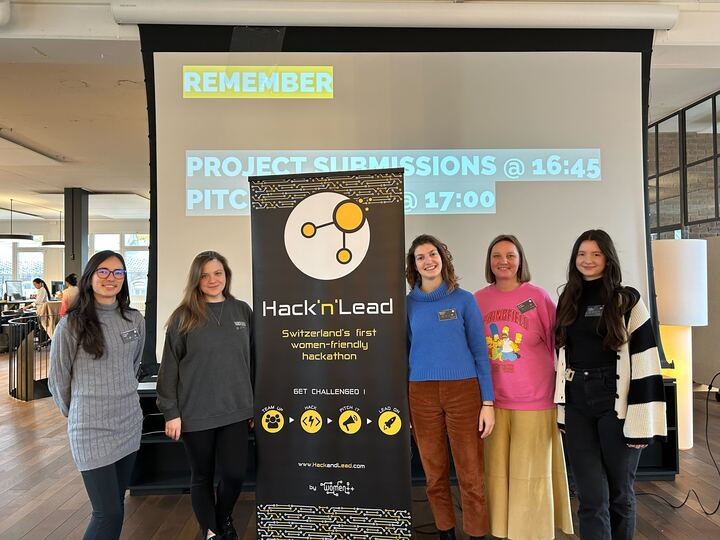 REMEMBER
PROJECT SUBMISSIONS @ 16:45
@ 17:00
Hack'n'Lead
Switzerland's first
women-friendly
hackathon
GET CHALLENGED !
TEAM UP
HACK
PITCH IT
LEAD ON
www.HackandLead.com
by women++